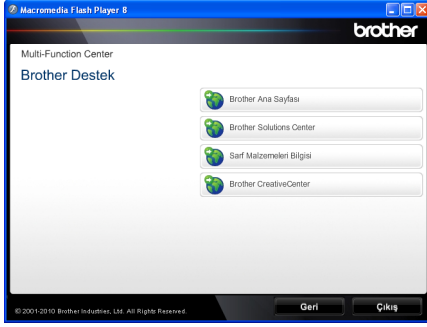 Macromedia Flash Player 8
brother
Multi-Function Center
Brother Destek
Brother Ana Sayfası
Brother Solutions Center
Sarf Malzemeleri Bilgisi
Brother CreativeCenter
© 2001-2010 Brother Industries, Ltd. All Rights Reserved.
Geri
Çıkış